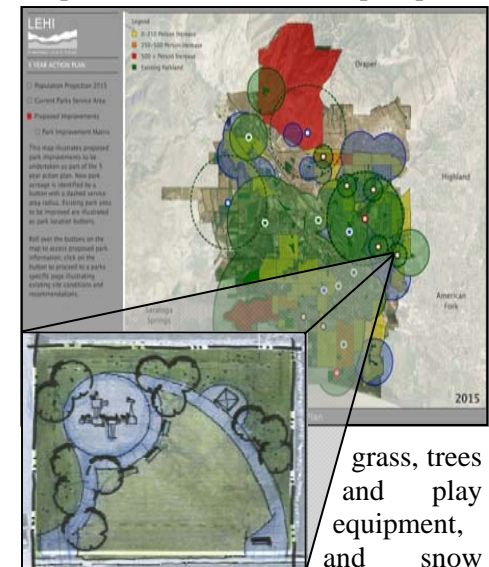 LEHI
5 YEAR ACTION PLAN
Population Projection 2015
Current Parks Service Area
Proposed Improvements
Park Improvement Matrix
This map illustrates proposed
park improvements to be
undertaken as part of the 5
year action plan. New park
acreage is identified by a
button with a dashed service
area radius. Existing park sites
to be improved are illustrated
as park location buttons.
Roll over the buttons on the
map to access proposed park
information, click on the
button to proceed to a parks
specific page illustrating
existing site conditions and
recommendations.
Legend
0-250 Person Increase
250-500 Person Increase
500 + Person Increase
Existing Parkland
Draper
Highland
American
Fork
Saratoga
Springs
2015
Plan
grass, trees
and play
equipment,
and snow